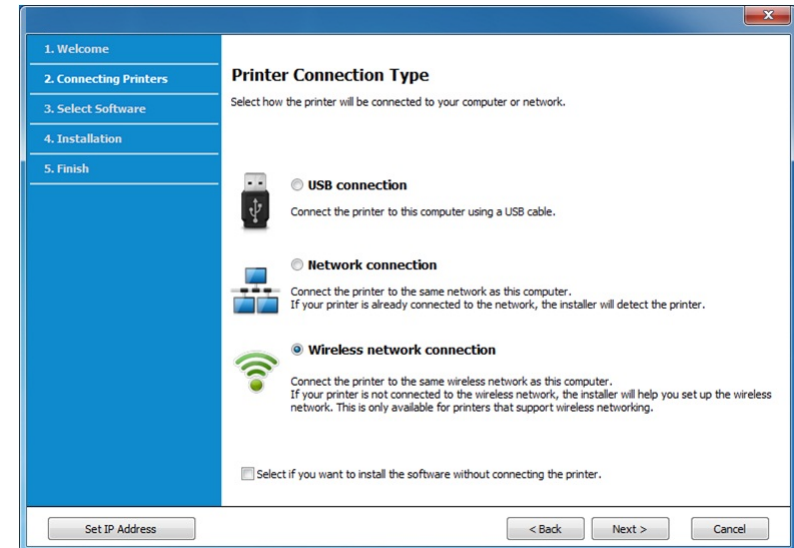 1. Welcome
2. Connecting Printers
3. Select Software
4. Installation
5. Finish
Printer Connection Type
Select how the printer will be connected to your computer or network.
USB connection
Connect the printer to this computer using a USB cable.
Network connection
Connect the printer to the same network as this computer.
If your printer is already connected to the network, the installer will detect the printer.
Wireless network connection
Connect the printer to the same wireless network as this computer.
If your printer is not connected to the wireless network, the installer will help you set up the wireless
network. This is only available for printers that support wireless networking.
Select if you want to install the software without connecting the printer.
Set IP Address
< Back
Next >
Cancel